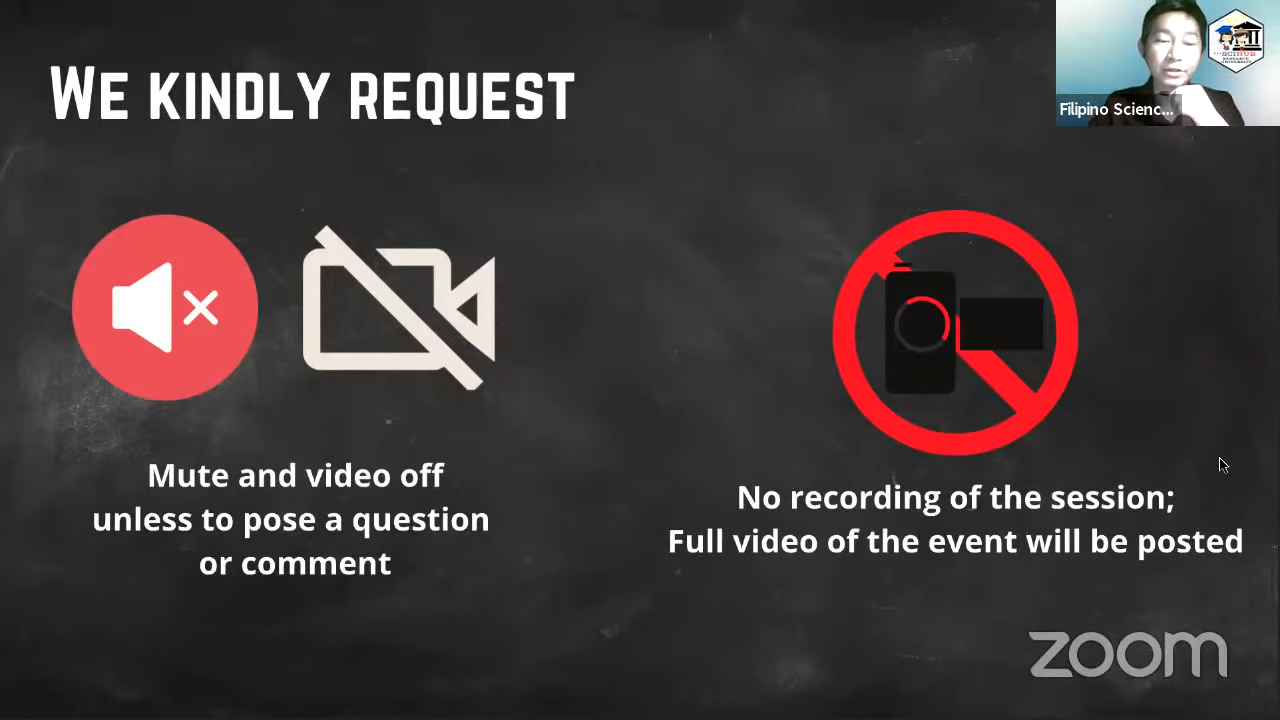 We kindly request
Filipino Scienc...
SCIHUB
Mute and video off
unless to pose a question
or comment
No recording of the session;
Full video of the event will be posted
zoom